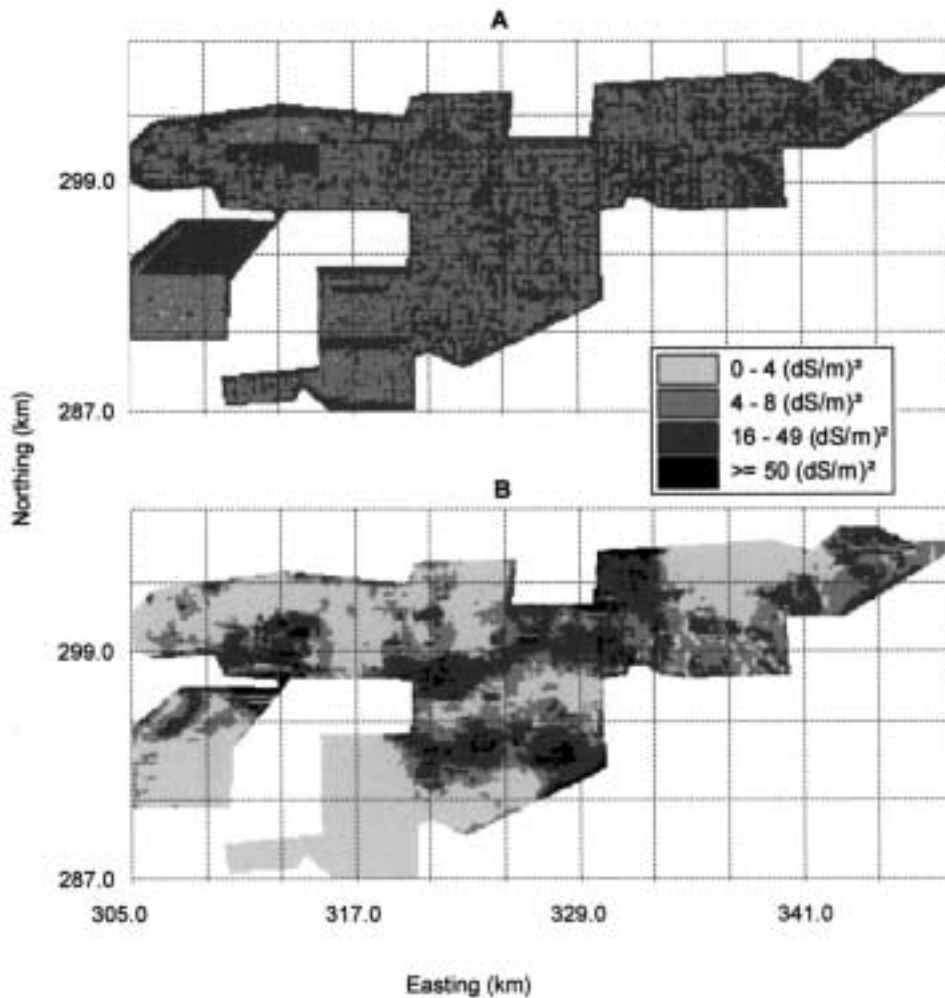 A
299.0
287.0
0 - 4 (dS/m)²
4 - 8 (dS/m)²
16 - 49 (dS/m)²
>= 50 (dS/m)²
Northing (km)
B
299.0
287.0
305.0 317.0 329.0 341.0
Easting (km)